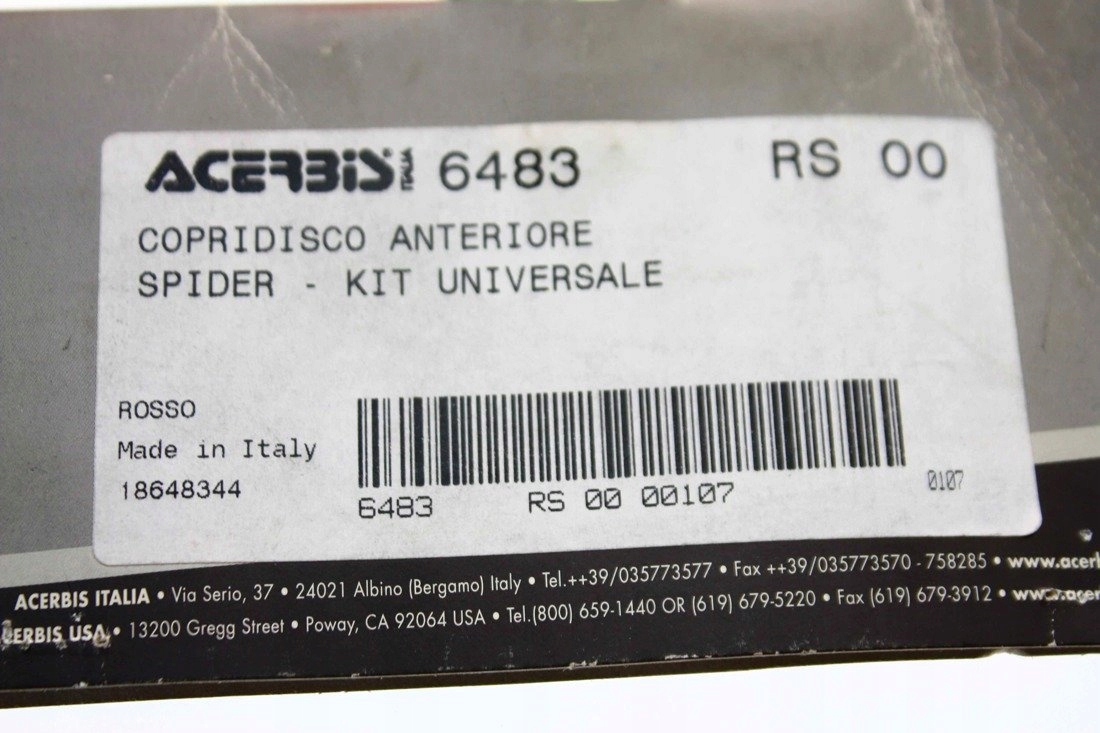 ACERBIS ITALIA 6483 RS 00
COPRIDISCO ANTERIORE
SPIDER - KIT UNIVERSALE
ROSSO
Made in Italy
18648344
6483 RS 00 00107
0107
ACERBIS ITALIA • Via Serio, 37 • 24021 Albino (Bergamo) Italy • Tel.++39/035773577 • Fax ++39/035773570 - 758285 •
ACERBIS USA • 13200 Gregg Street • Poway, CA 92064 USA • Tel.(800) 659-1440 OR (619) 679-5220 • Fax (619) 679-3912 •